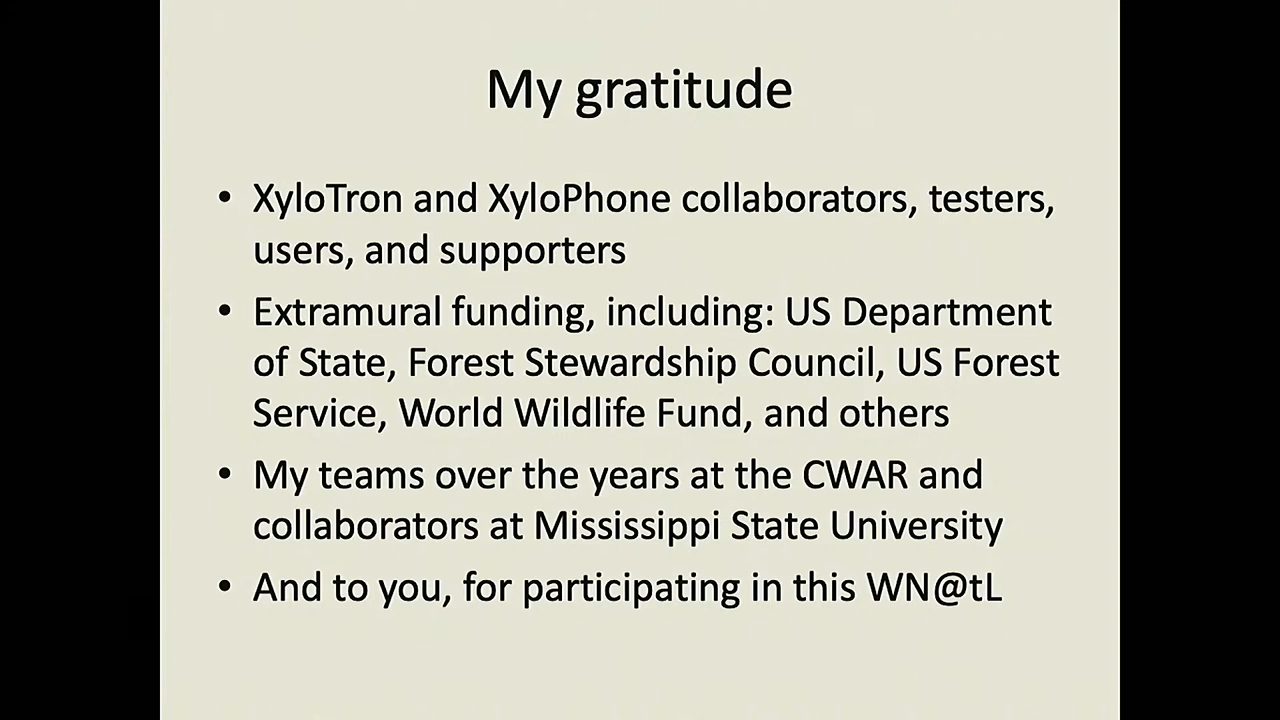 My gratitude
• XyloTron and XyloPhone collaborators, testers,
users, and supporters
• Extramural funding, including: US Department
of State, Forest Stewardship Council, US Forest
Service, World Wildlife Fund, and others
• My teams over the years at the CWAR and
collaborators at Mississippi State University
• And to you, for participating in this WN@tL